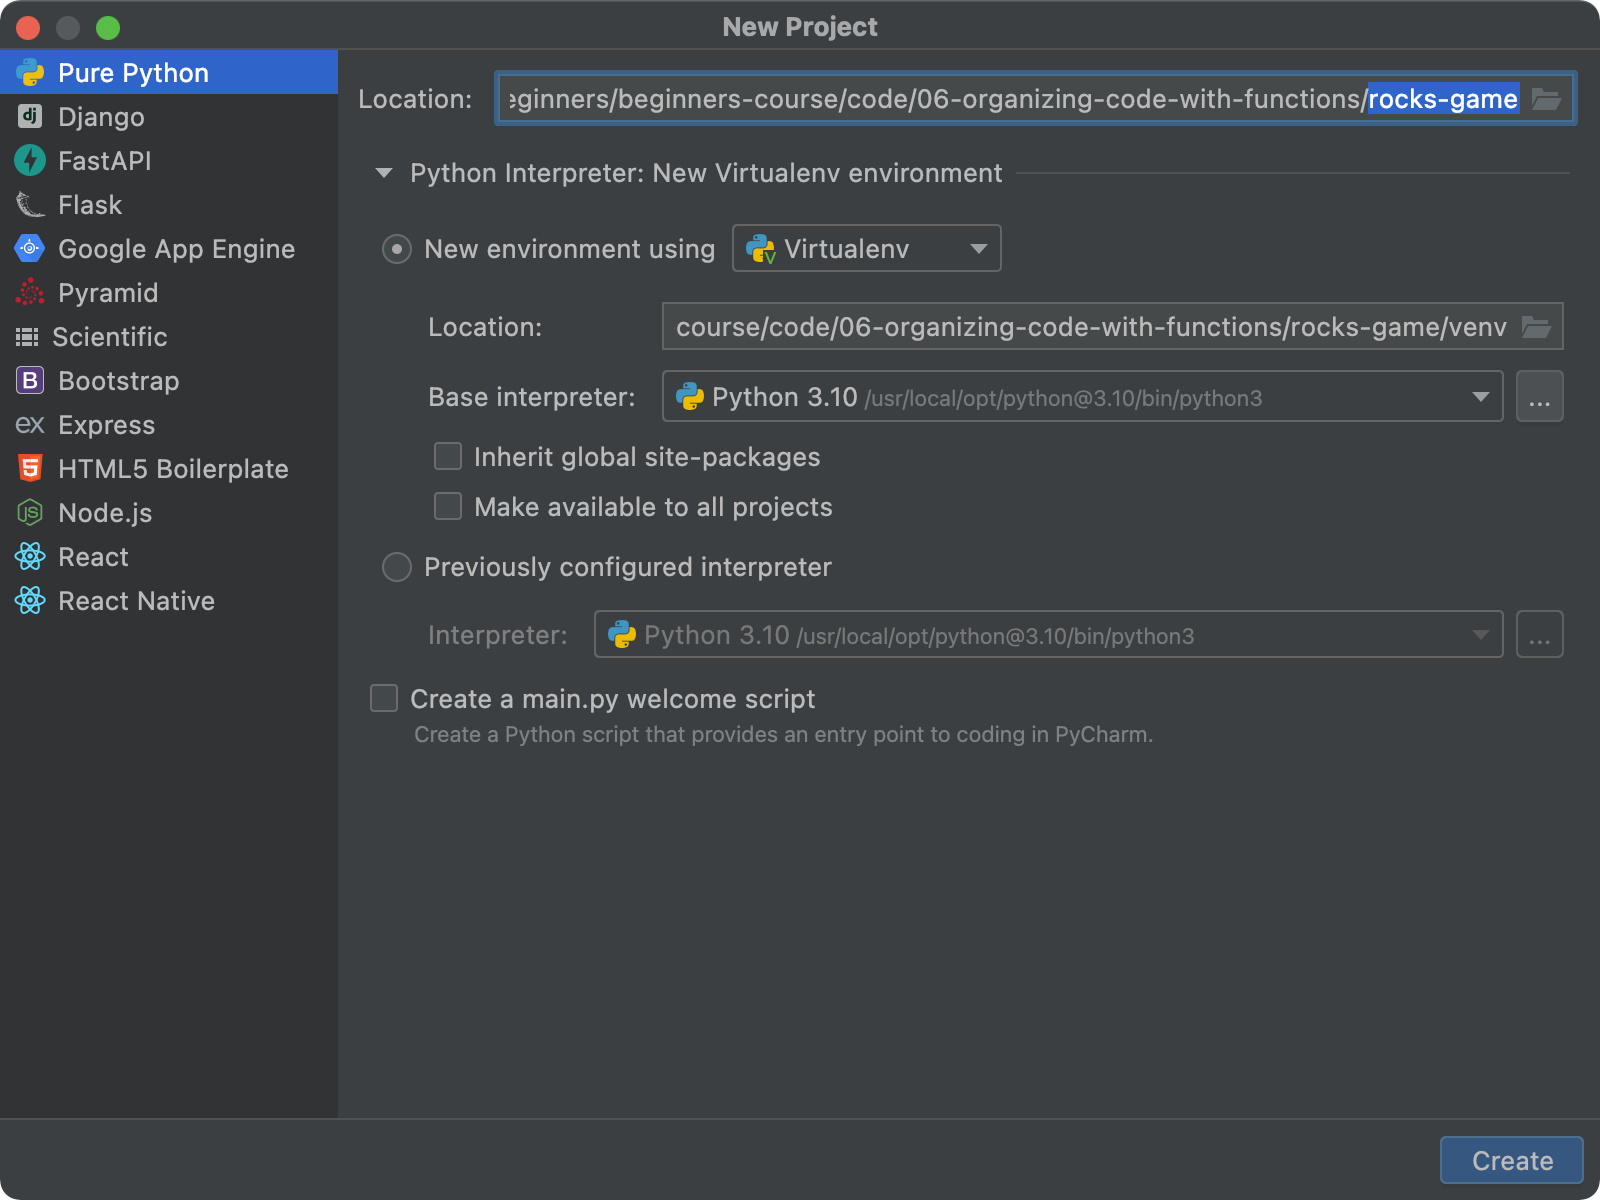 New Project
Pure Python
Django
FastAPI
Flask
Google App Engine
Pyramid
Scientific
Bootstrap
Express
HTML5 Boilerplate
Node.js
React
React Native
Location: eginners/beginners-course/code/06-organizing-code-with-functions/rocks-game
Python Interpreter: New Virtualenv environment
New environment using Virtualenv
Location: course/code/06-organizing-code-with-functions/rocks-game/venv
Base interpreter: Python 3.10 /usr/local/opt/python@3.10/bin/python3 ...
Inherit global site-packages
Make available to all projects
Previously configured interpreter
Interpreter: Python 3.10 /usr/local/opt/python@3.10/bin/python3 ...
Create a main.py welcome script
Create a Python script that provides an entry point to coding in PyCharm.
Create